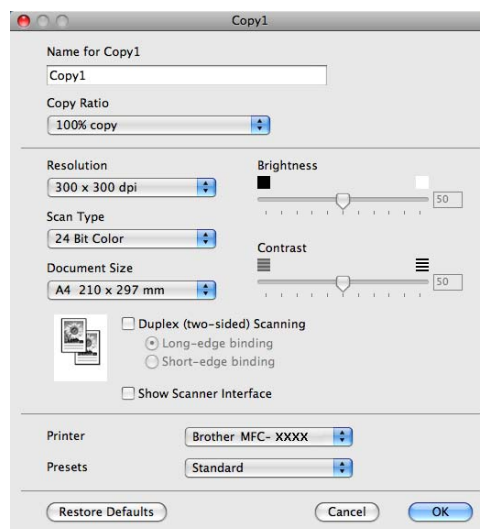 Copy1
Name for Copy1
Copy1
Copy Ratio
100% copy
Resolution
300 x 300 dpi
Scan Type
24 Bit Color
Document Size
A4 210 x 297 mm
Brightness
50
Contrast
50
Duplex (two-sided) Scanning
Long-edge binding
Short-edge binding
Show Scanner Interface
Printer
Brother MFC- XXXX
Presets
Standard
Restore Defaults
Cancel
OK